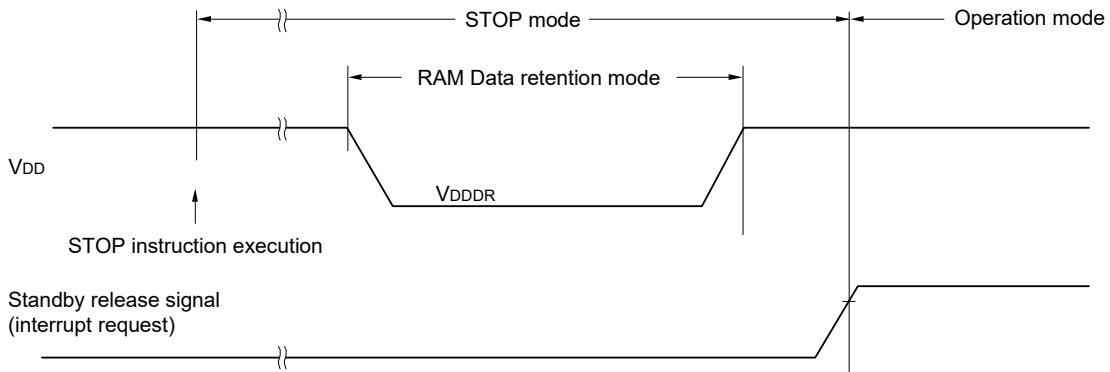 STOP mode
Operation mode
RAM Data retention mode
VDD
VDDDR
STOP instruction execution
Standby release signal
(interrupt request)